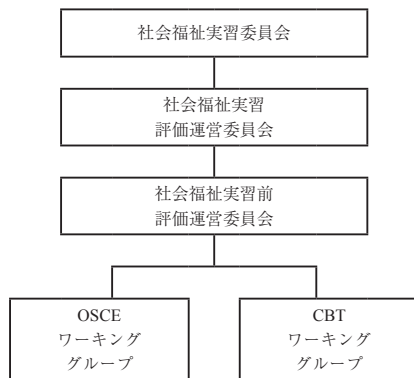 社会福祉実習委員会
社会福祉実習
評価運営委員会
社会福祉実習前
評価運営委員会
OSCE
ワーキング
グループ
CBT
ワーキング
グループ